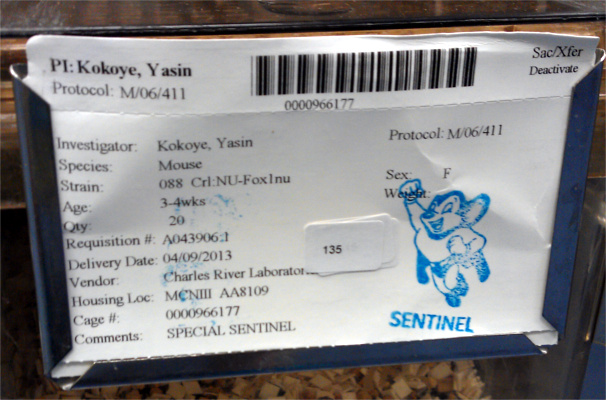 PI: Kokoye, Yasin
Sac/Xfer
Protocol: M/06/411
Deactivate
0000966177
Investigator: Kokoye, Yasin
Protocol: M/06/411
Species: Mouse
Strain: 088 Crl:NU-Fox1nu
Sex: F
Age: 3-4wks
Weight:
Qty: 20
Requisition #: A043906:1
Delivery Date: 04/09/2013
135
Vendor: Charles River
Housing Loc: MCNIII AA8109
Cage #: 0000966177
Comments: SPECIAL SENTINEL
SENTINEL